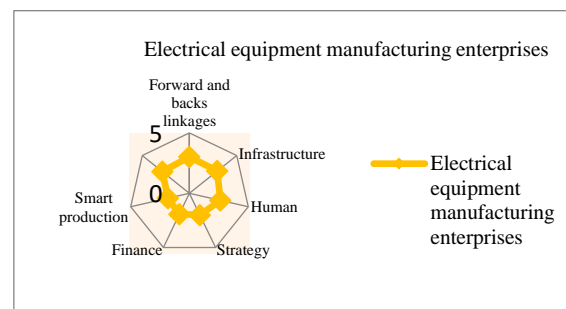 Electrical equipment manufacturing enterprises
Forward and
backs
linkages
5
Infrastructure
Smart
production
0
Human
Finance
Strategy
Electrical
equipment
manufacturing
enterprises